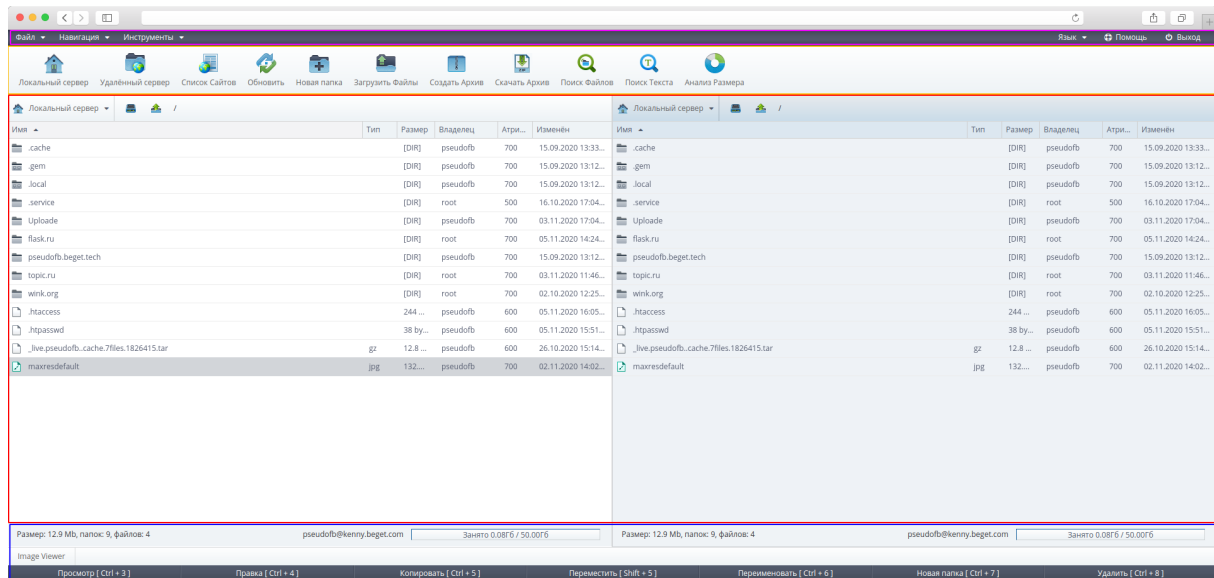 Файл Навигация Инструменты Язык Помощь Выход
Локальный сервер Удалённый сервер Список Сайтов Обновить Новая папка Загрузить Файлы Создать Архив Скачать Архив Поиск Файлов Поиск Текста Анализ Размера
Локальный сервер / Локальный сервер /
Имя Тип Размер Владелец Атри... Изменён Имя Тип Размер Владелец Атри... Изменён
.cache [DIR] pseudofb 700 15.09.2020 13:33... .cache [DIR] pseudofb 700 15.09.2020 13:33...
.gem [DIR] pseudofb 700 15.09.2020 13:12... .gem [DIR] pseudofb 700 15.09.2020 13:12...
.local [DIR] pseudofb 700 15.09.2020 13:12... .local [DIR] pseudofb 700 15.09.2020 13:12...
.service [DIR] root 500 16.10.2020 17:04... .service [DIR] root 500 16.10.2020 17:04...
Uploade [DIR] pseudofb 700 03.11.2020 17:04... Uploade [DIR] pseudofb 700 03.11.2020 17:04...
flask.ru [DIR] root 700 05.11.2020 14:24... flask.ru [DIR] root 700 05.11.2020 14:24...
pseudofb.beget.tech [DIR] pseudofb 700 15.09.2020 13:12... pseudofb.beget.tech [DIR] pseudofb 700 15.09.2020 13:12...
topic.ru [DIR] root 700 03.11.2020 11:46... topic.ru [DIR] root 700 03.11.2020 11:46...
wink.org [DIR] root 700 02.10.2020 12:25... wink.org [DIR] root 700 02.10.2020 12:25...
.htaccess 244 ... pseudofb 600 05.11.2020 16:05... .htaccess 244 ... pseudofb 600 05.11.2020 16:05...
.htpasswd 38 by... pseudofb 600 05.11.2020 15:51... .htpasswd 38 by... pseudofb 600 05.11.2020 15:51...
_live.pseudofb..cache.7files.1826415.tar gz 12.8 ... pseudofb 600 26.10.2020 15:14... _live.pseudofb..cache.7files.1826415.tar gz 12.8 ... pseudofb 600 26.10.2020 15:14...
maxresdefault jpg 132.... pseudofb 700 02.11.2020 14:02... maxresdefault jpg 132.... pseudofb 700 02.11.2020 14:02...
Размер: 12.9 Mb, папок: 9, файлов: 4 pseudofb@kenny.beget.com Занято 0.08Гб / 50.00Гб Размер: 12.9 Mb, папок: 9, файлов: 4 pseudofb@kenny.beget.com Занято 0.08Гб / 50.00Гб
Image Viewer
Просмотр [ Ctrl + 3 ] Правка [ Ctrl + 4 ] Копировать [ Ctrl + 5 ] Переместить [ Shift + 5 ] Переименовать [ Ctrl + 6 ] Новая папка [ Ctrl + 7 ] Удалить [ Ctrl + 8 ]